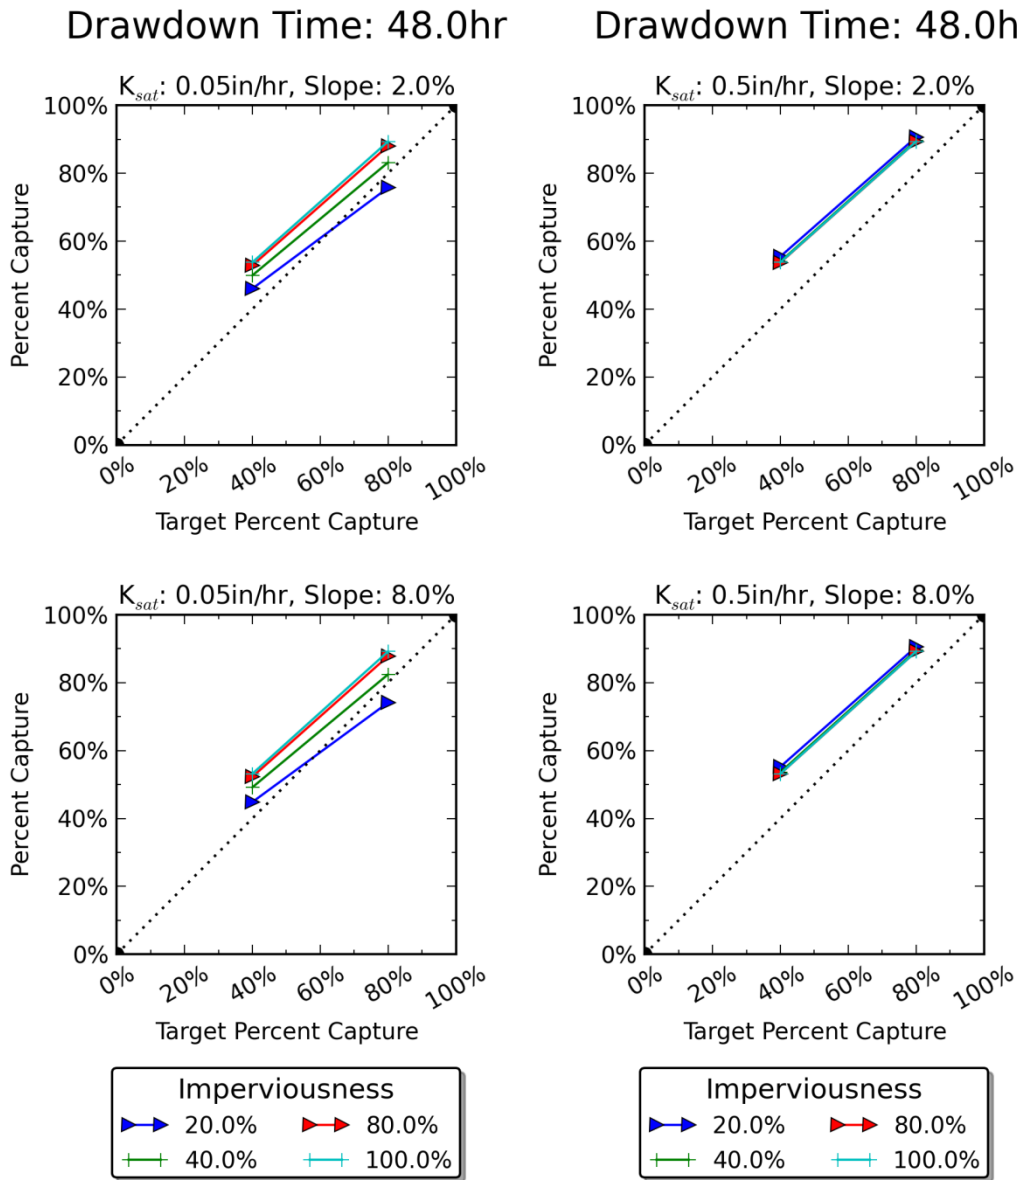 Drawdown Time: 48.0hr
Drawdown Time: 48.0h
K_sat: 0.05in/hr, Slope: 2.0%
100%
80%
60%
40%
20%
0%
Percent Capture
0% 20% 40% 60% 80% 100%
Target Percent Capture
K_sat: 0.5in/hr, Slope: 2.0%
100%
80%
60%
40%
20%
0%
Percent Capture
0% 20% 40% 60% 80% 100%
Target Percent Capture
K_sat: 0.05in/hr, Slope: 8.0%
100%
80%
60%
40%
20%
0%
Percent Capture
0% 20% 40% 60% 80% 100%
Target Percent Capture
K_sat: 0.5in/hr, Slope: 8.0%
100%
80%
60%
40%
20%
0%
Percent Capture
0% 20% 40% 60% 80% 100%
Target Percent Capture
Imperviousness
20.0% 80.0%
40.0% 100.0%
Imperviousness
20.0% 80.0%
40.0% 100.0%